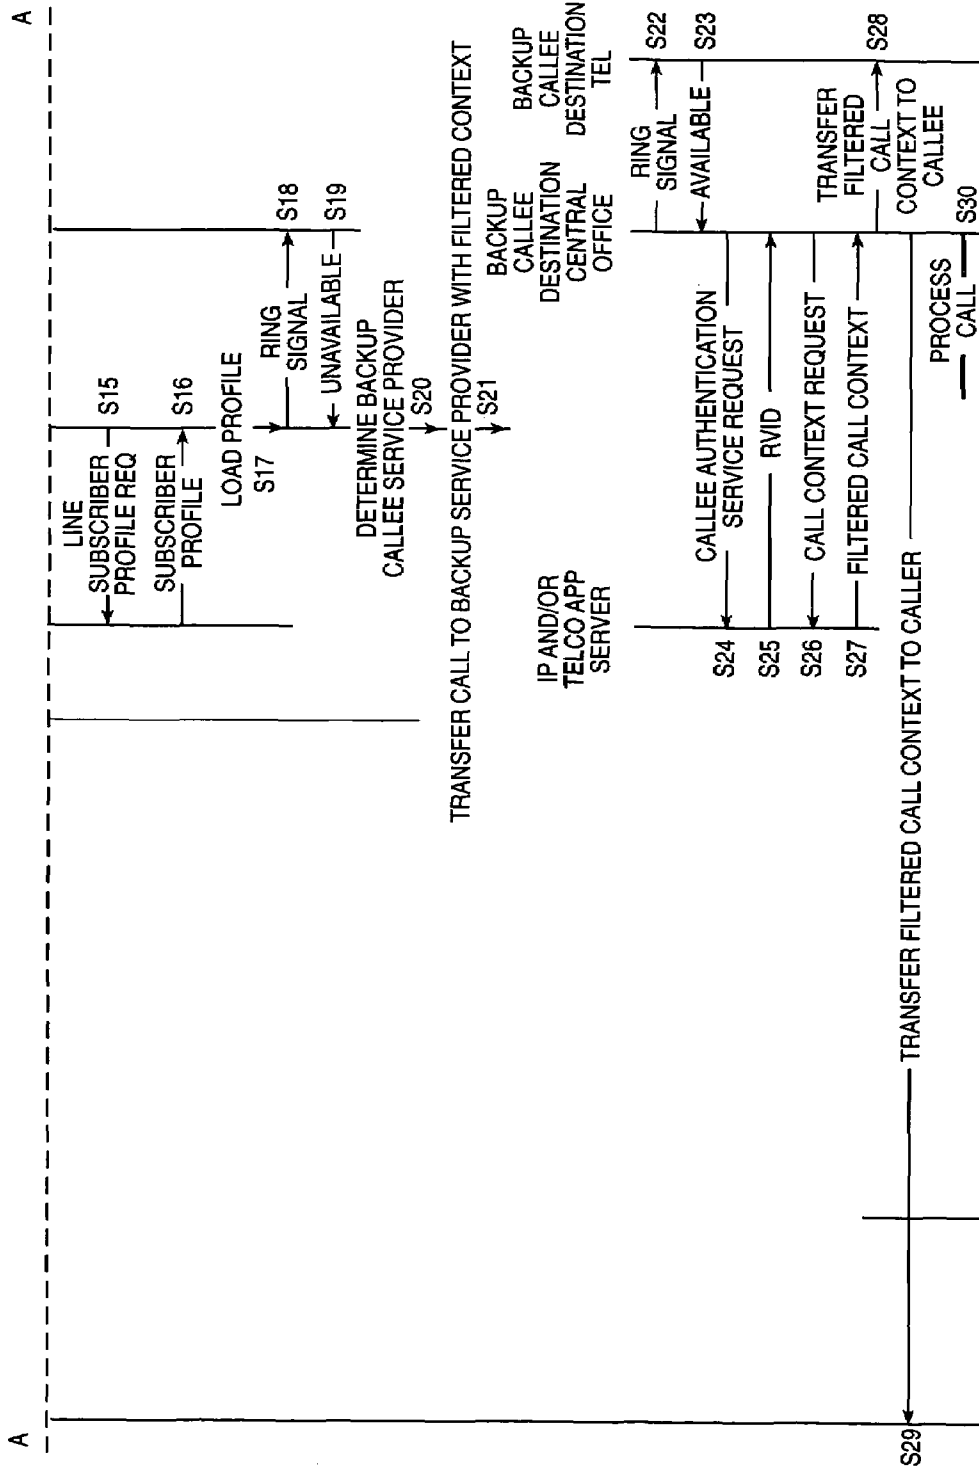 A
A
LINE
SUBSCRIBER
PROFILE REQ
S15
SUBSCRIBER
PROFILE
S16
LOAD PROFILE
S17
RING
SIGNAL
S18
UNAVAILABLE
S19
DETERMINE BACKUP
CALLEE SERVICE PROVIDER
S20
TRANSFER CALL TO BACKUP SERVICE PROVIDER WITH FILTERED CONTEXT
S21
IP AND/OR
TELCO APP
SERVER
BACKUP
CALLEE
DESTINATION
CENTRAL
OFFICE
BACKUP
CALLEE
DESTINATION
TEL
RING
SIGNAL
S22
AVAILABLE
S23
S24
CALLEE AUTHENTICATION
SERVICE REQUEST
S25
RVID
S26
CALL CONTEXT REQUEST
S27
FILTERED CALL CONTEXT
TRANSFER
FILTERED
CALL
CONTEXT TO
CALLEE
S28
S29
TRANSFER FILTERED CALL CONTEXT TO CALLER
PROCESS
CALL
S30